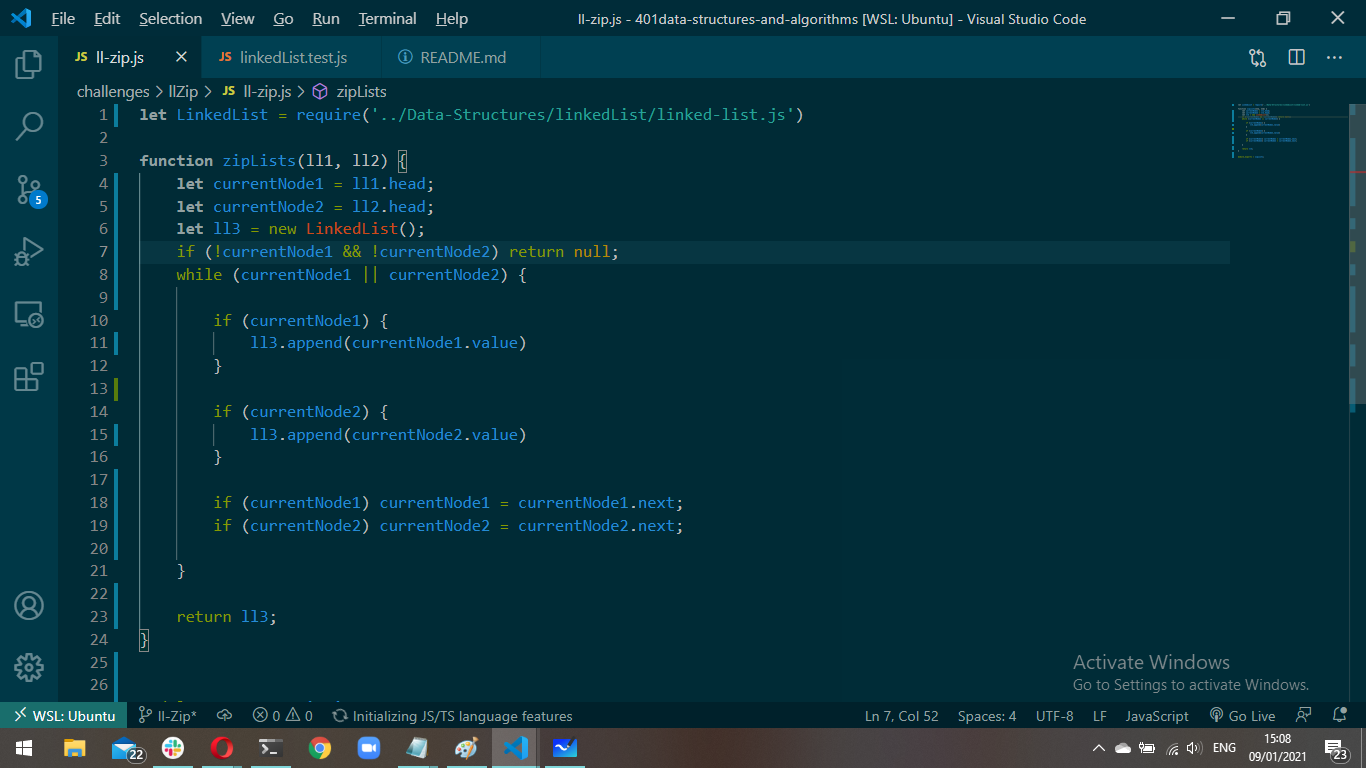 File Edit Selection View Go Run Terminal Help ll-zip.js - 401data-structures-and-algorithms [WSL: Ubuntu] - Visual Studio Code
JS ll-zip.js JS linkedList.test.js README.md
challenges > llZip > JS ll-zip.js > zipLists
1 let LinkedList = require('../Data-Structures/linkedList/linked-list.js')
2
3 function zipLists(ll1, ll2) {
4 let currentNode1 = ll1.head;
5 let currentNode2 = ll2.head;
6 let ll3 = new LinkedList();
7 if (!currentNode1 && !currentNode2) return null;
8 while (currentNode1 || currentNode2) {
9
10 if (currentNode1) {
11 ll3.append(currentNode1.value)
12 }
13
14 if (currentNode2) {
15 ll3.append(currentNode2.value)
16 }
17
18 if (currentNode1) currentNode1 = currentNode1.next;
19 if (currentNode2) currentNode2 = currentNode2.next;
20
21 }
22
23 return ll3;
24 }
25
26
5
Activate Windows
Go to Settings to activate Windows.
WSL: Ubuntu ll-Zip* 0 0 Initializing JS/TS language features Ln 7, Col 52 Spaces: 4 UTF-8 LF JavaScript Go Live
22 ENG 15:08 23
09/01/2021